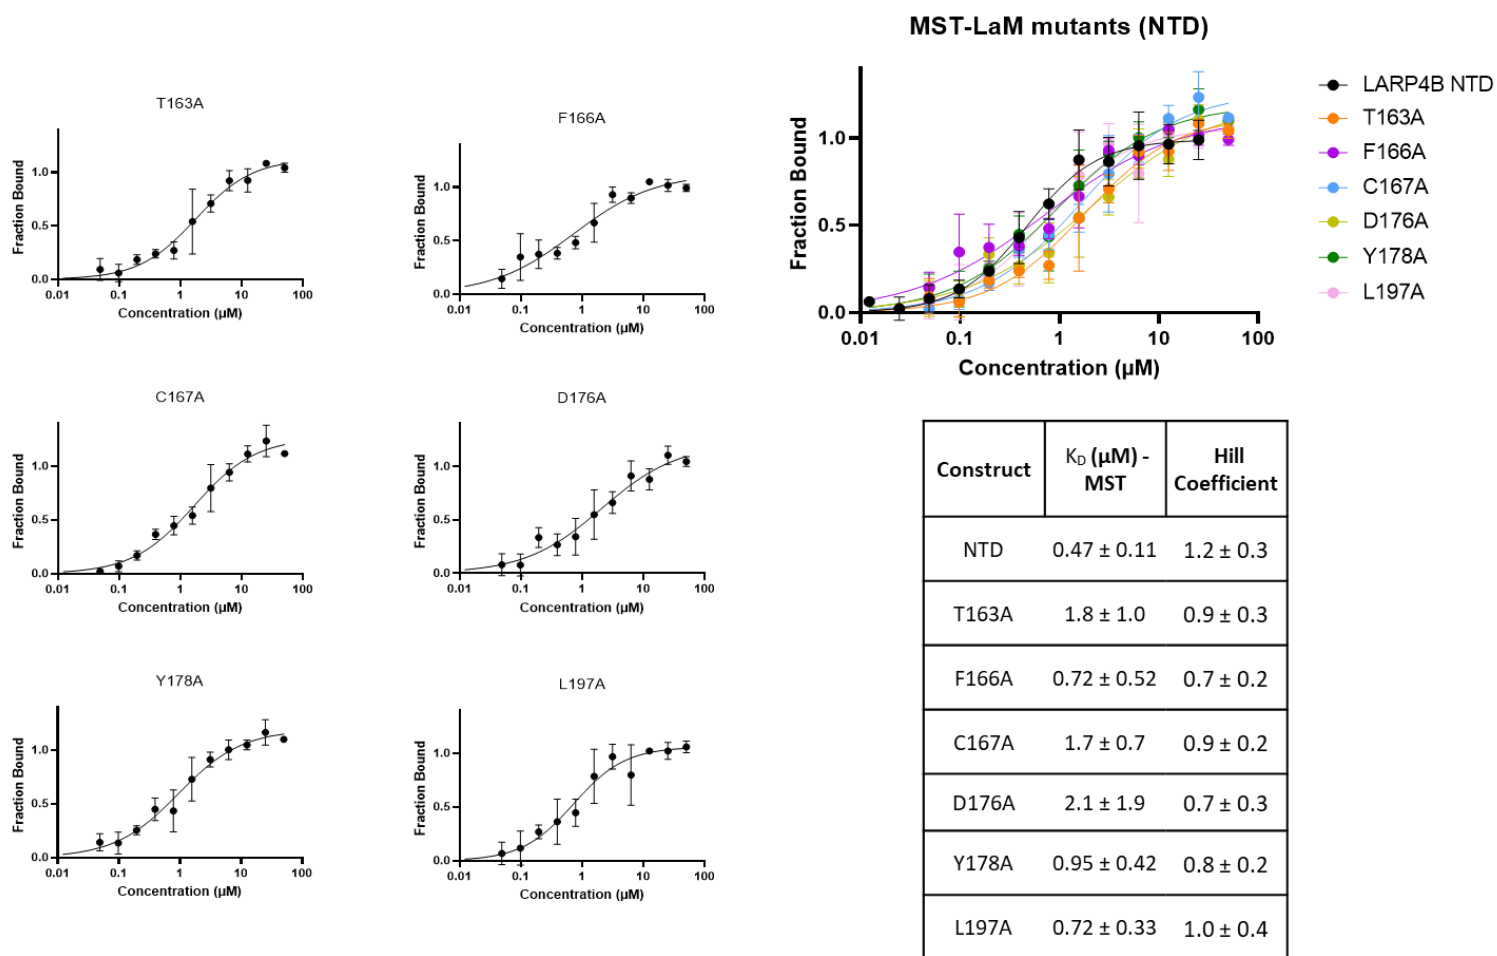 T163A
Fraction Bound
1.0
0.5
0.0
0.01 0.1 1 10 100
Concentration (µM)
F166A
Fraction Bound
1.0
0.5
0.0
0.01 0.1 1 10 100
Concentration (µM)
C167A
Fraction Bound
1.0
0.5
0.0
0.01 0.1 1 10 100
Concentration (µM)
D176A
Fraction Bound
1.0
0.5
0.0
0.01 0.1 1 10 100
Concentration (µM)
Y178A
Fraction Bound
1.0
0.5
0.0
0.01 0.1 1 10 100
Concentration (µM)
L197A
Fraction Bound
1.0
0.5
0.0
0.01 0.1 1 10 100
Concentration (µM)
MST-LaM mutants (NTD)
Fraction Bound
1.0
0.5
0.0
0.01 0.1 1 10 100
Concentration (µM)
LARP4B NTD
T163A
F166A
C167A
D176A
Y178A
L197A
Construct K_D (µM) - MST Hill Coefficient
NTD 0.47 ± 0.11 1.2 ± 0.3
T163A 1.8 ± 1.0 0.9 ± 0.3
F166A 0.72 ± 0.52 0.7 ± 0.2
C167A 1.7 ± 0.7 0.9 ± 0.2
D176A 2.1 ± 1.9 0.7 ± 0.3
Y178A 0.95 ± 0.42 0.8 ± 0.2
L197A 0.72 ± 0.33 1.0 ± 0.4